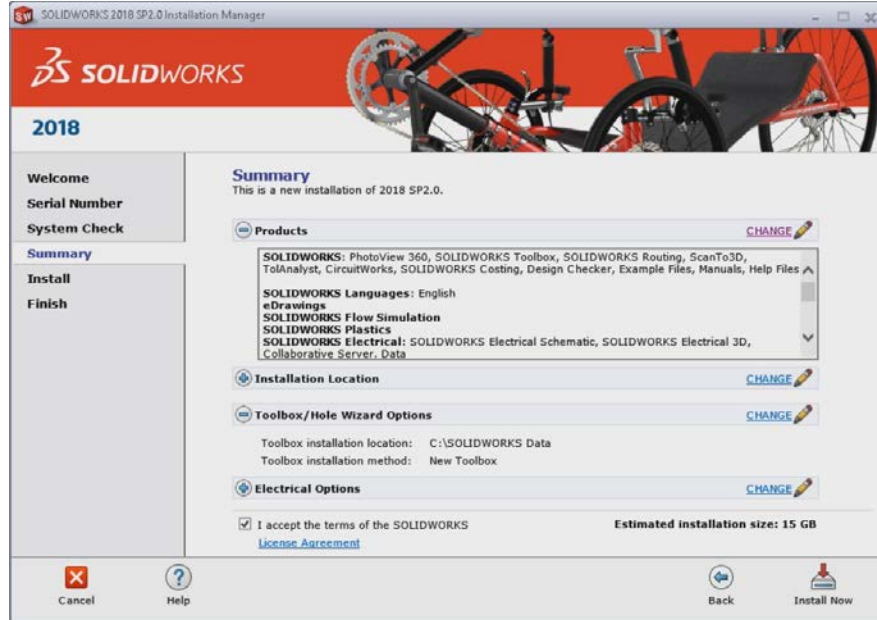 SOLIDWORKS 2018 SP2.0 Installation Manager
SOLIDWORKS
2018
Welcome
Serial Number
System Check
Summary
Install
Finish
Summary
This is a new installation of 2018 SP2.0.
Products
CHANGE
SOLIDWORKS: PhotoView 360, SOLIDWORKS Toolbox, SOLIDWORKS Routing, ScanTo3D,
TolAnalyst, CircuitWorks, SOLIDWORKS Costing, Design Checker, Example Files, Manuals, Help Files
SOLIDWORKS Languages: English
eDrawings
SOLIDWORKS Flow Simulation
SOLIDWORKS Plastics
SOLIDWORKS Electrical: SOLIDWORKS Electrical Schematic, SOLIDWORKS Electrical 3D,
Collaborative Server, Data
Installation Location
CHANGE
Toolbox/Hole Wizard Options
CHANGE
Toolbox installation location: C:\SOLIDWORKS Data
Toolbox installation method: New Toolbox
Electrical Options
CHANGE
I accept the terms of the SOLIDWORKS
License Agreement
Estimated installation size: 15 GB
Cancel
Help
Back
Install Now